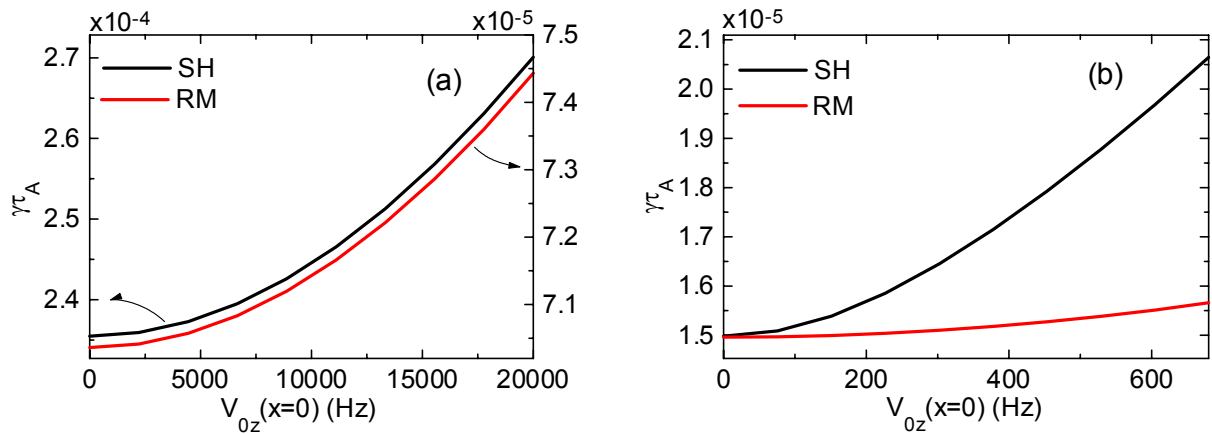 x10-4
x10-5
2.7
2.6
2.5
2.4
γτA
SH
RM
(a)
7.5
7.4
7.3
7.2
7.1
0 5000 10000 15000 20000
V0z(x=0) (Hz)
x10-5
2.1
2.0
1.9
1.8
1.7
1.6
1.5
γτA
SH
RM
(b)
0 200 400 600
V0z(x=0) (Hz)